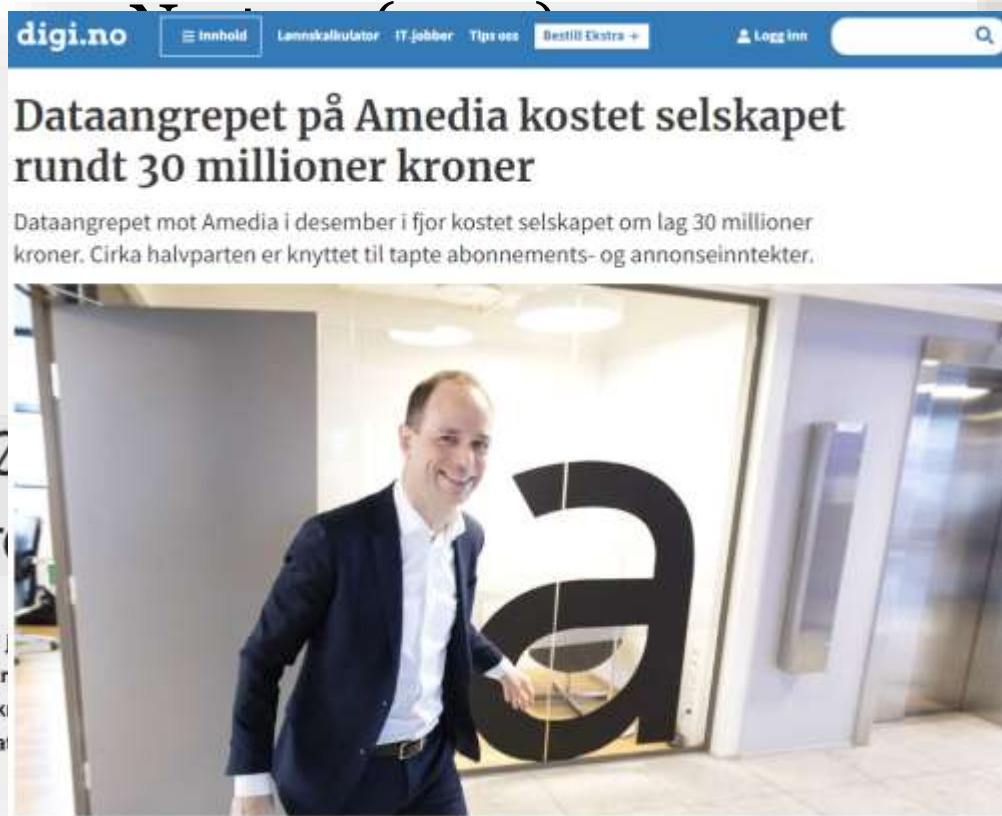 digi.no
Innhold
Lønnskalkulator
IT-jobber
Tips oss
Bestill Ekstra +
Logg inn
Dataangrepet på Amedia kostet selskapet
rundt 30 millioner kroner
Dataangrepet mot Amedia i desember i fjor kostet selskapet om lag 30 millioner
kroner. Cirka halvparten er knyttet til tapte abonnements- og annonseinntekter.
a